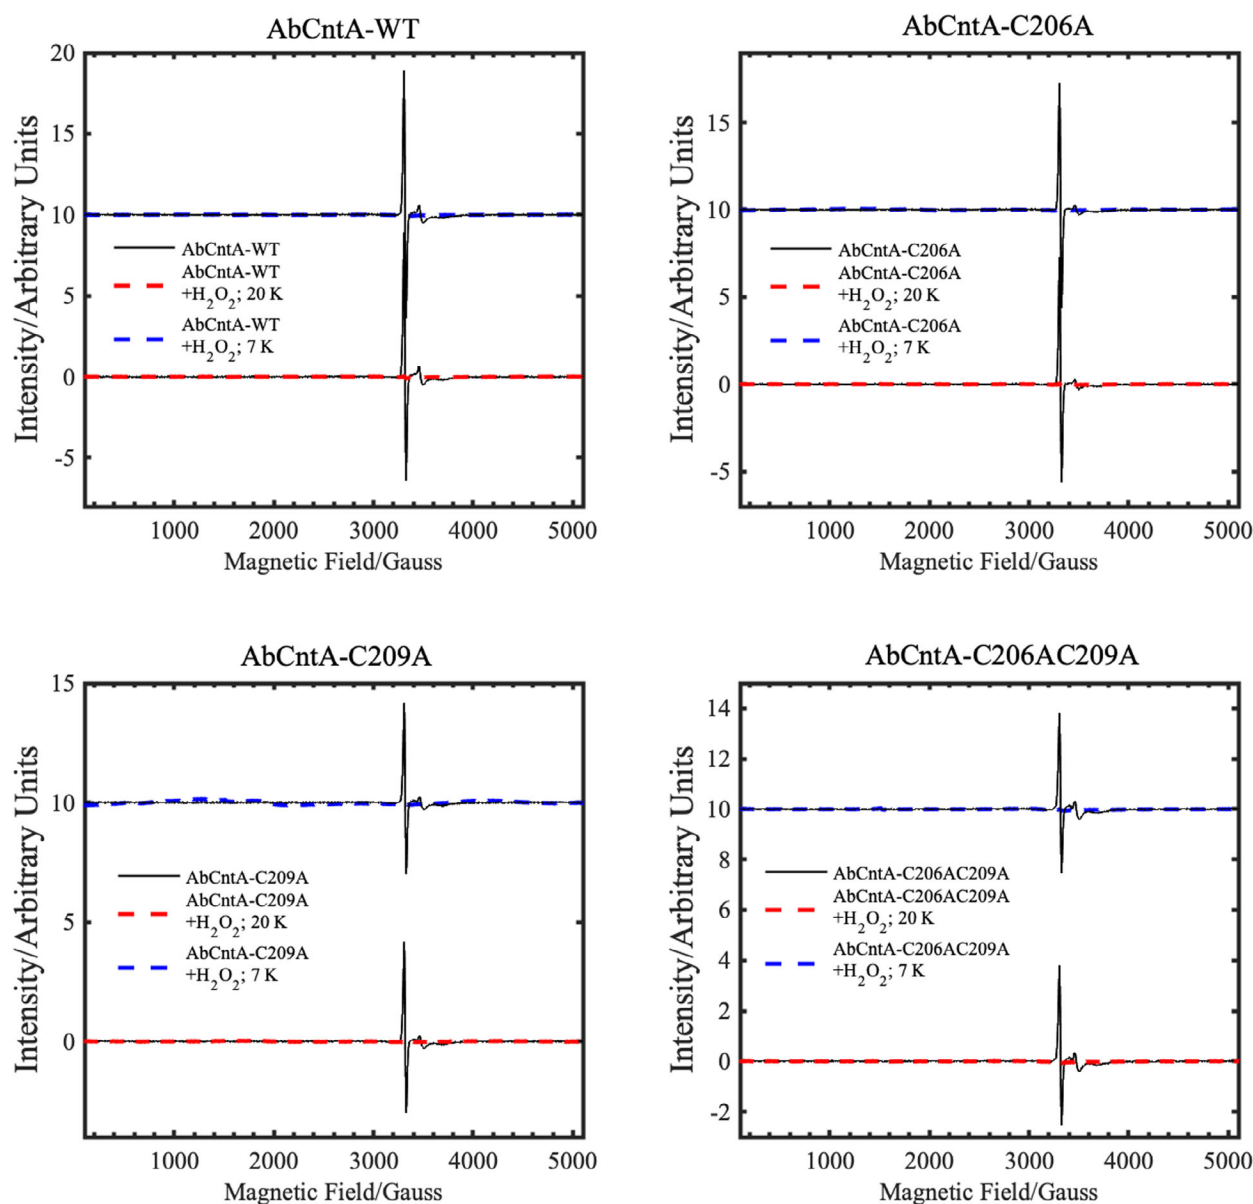 AbCntA-WT
20
15
10
5
0
-5
Intensity/Arbitrary Units
AbCntA-WT
AbCntA-WT
+H₂O₂; 20 K
AbCntA-WT
+H₂O₂; 7 K
1000 2000 3000 4000 5000
Magnetic Field/Gauss
AbCntA-C206A
15
10
5
0
-5
Intensity/Arbitrary Units
AbCntA-C206A
AbCntA-C206A
+H₂O₂; 20 K
AbCntA-C206A
+H₂O₂; 7 K
1000 2000 3000 4000 5000
Magnetic Field/Gauss
AbCntA-C209A
15
10
5
0
Intensity/Arbitrary Units
AbCntA-C209A
AbCntA-C209A
+H₂O₂; 20 K
AbCntA-C209A
+H₂O₂; 7 K
1000 2000 3000 4000 5000
Magnetic Field/Gauss
AbCntA-C206AC209A
14
12
10
8
6
4
2
0
-2
Intensity/Arbitrary Units
AbCntA-C206AC209A
AbCntA-C206AC209A
+H₂O₂; 20 K
AbCntA-C206AC209A
+H₂O₂; 7 K
1000 2000 3000 4000 5000
Magnetic Field/Gauss